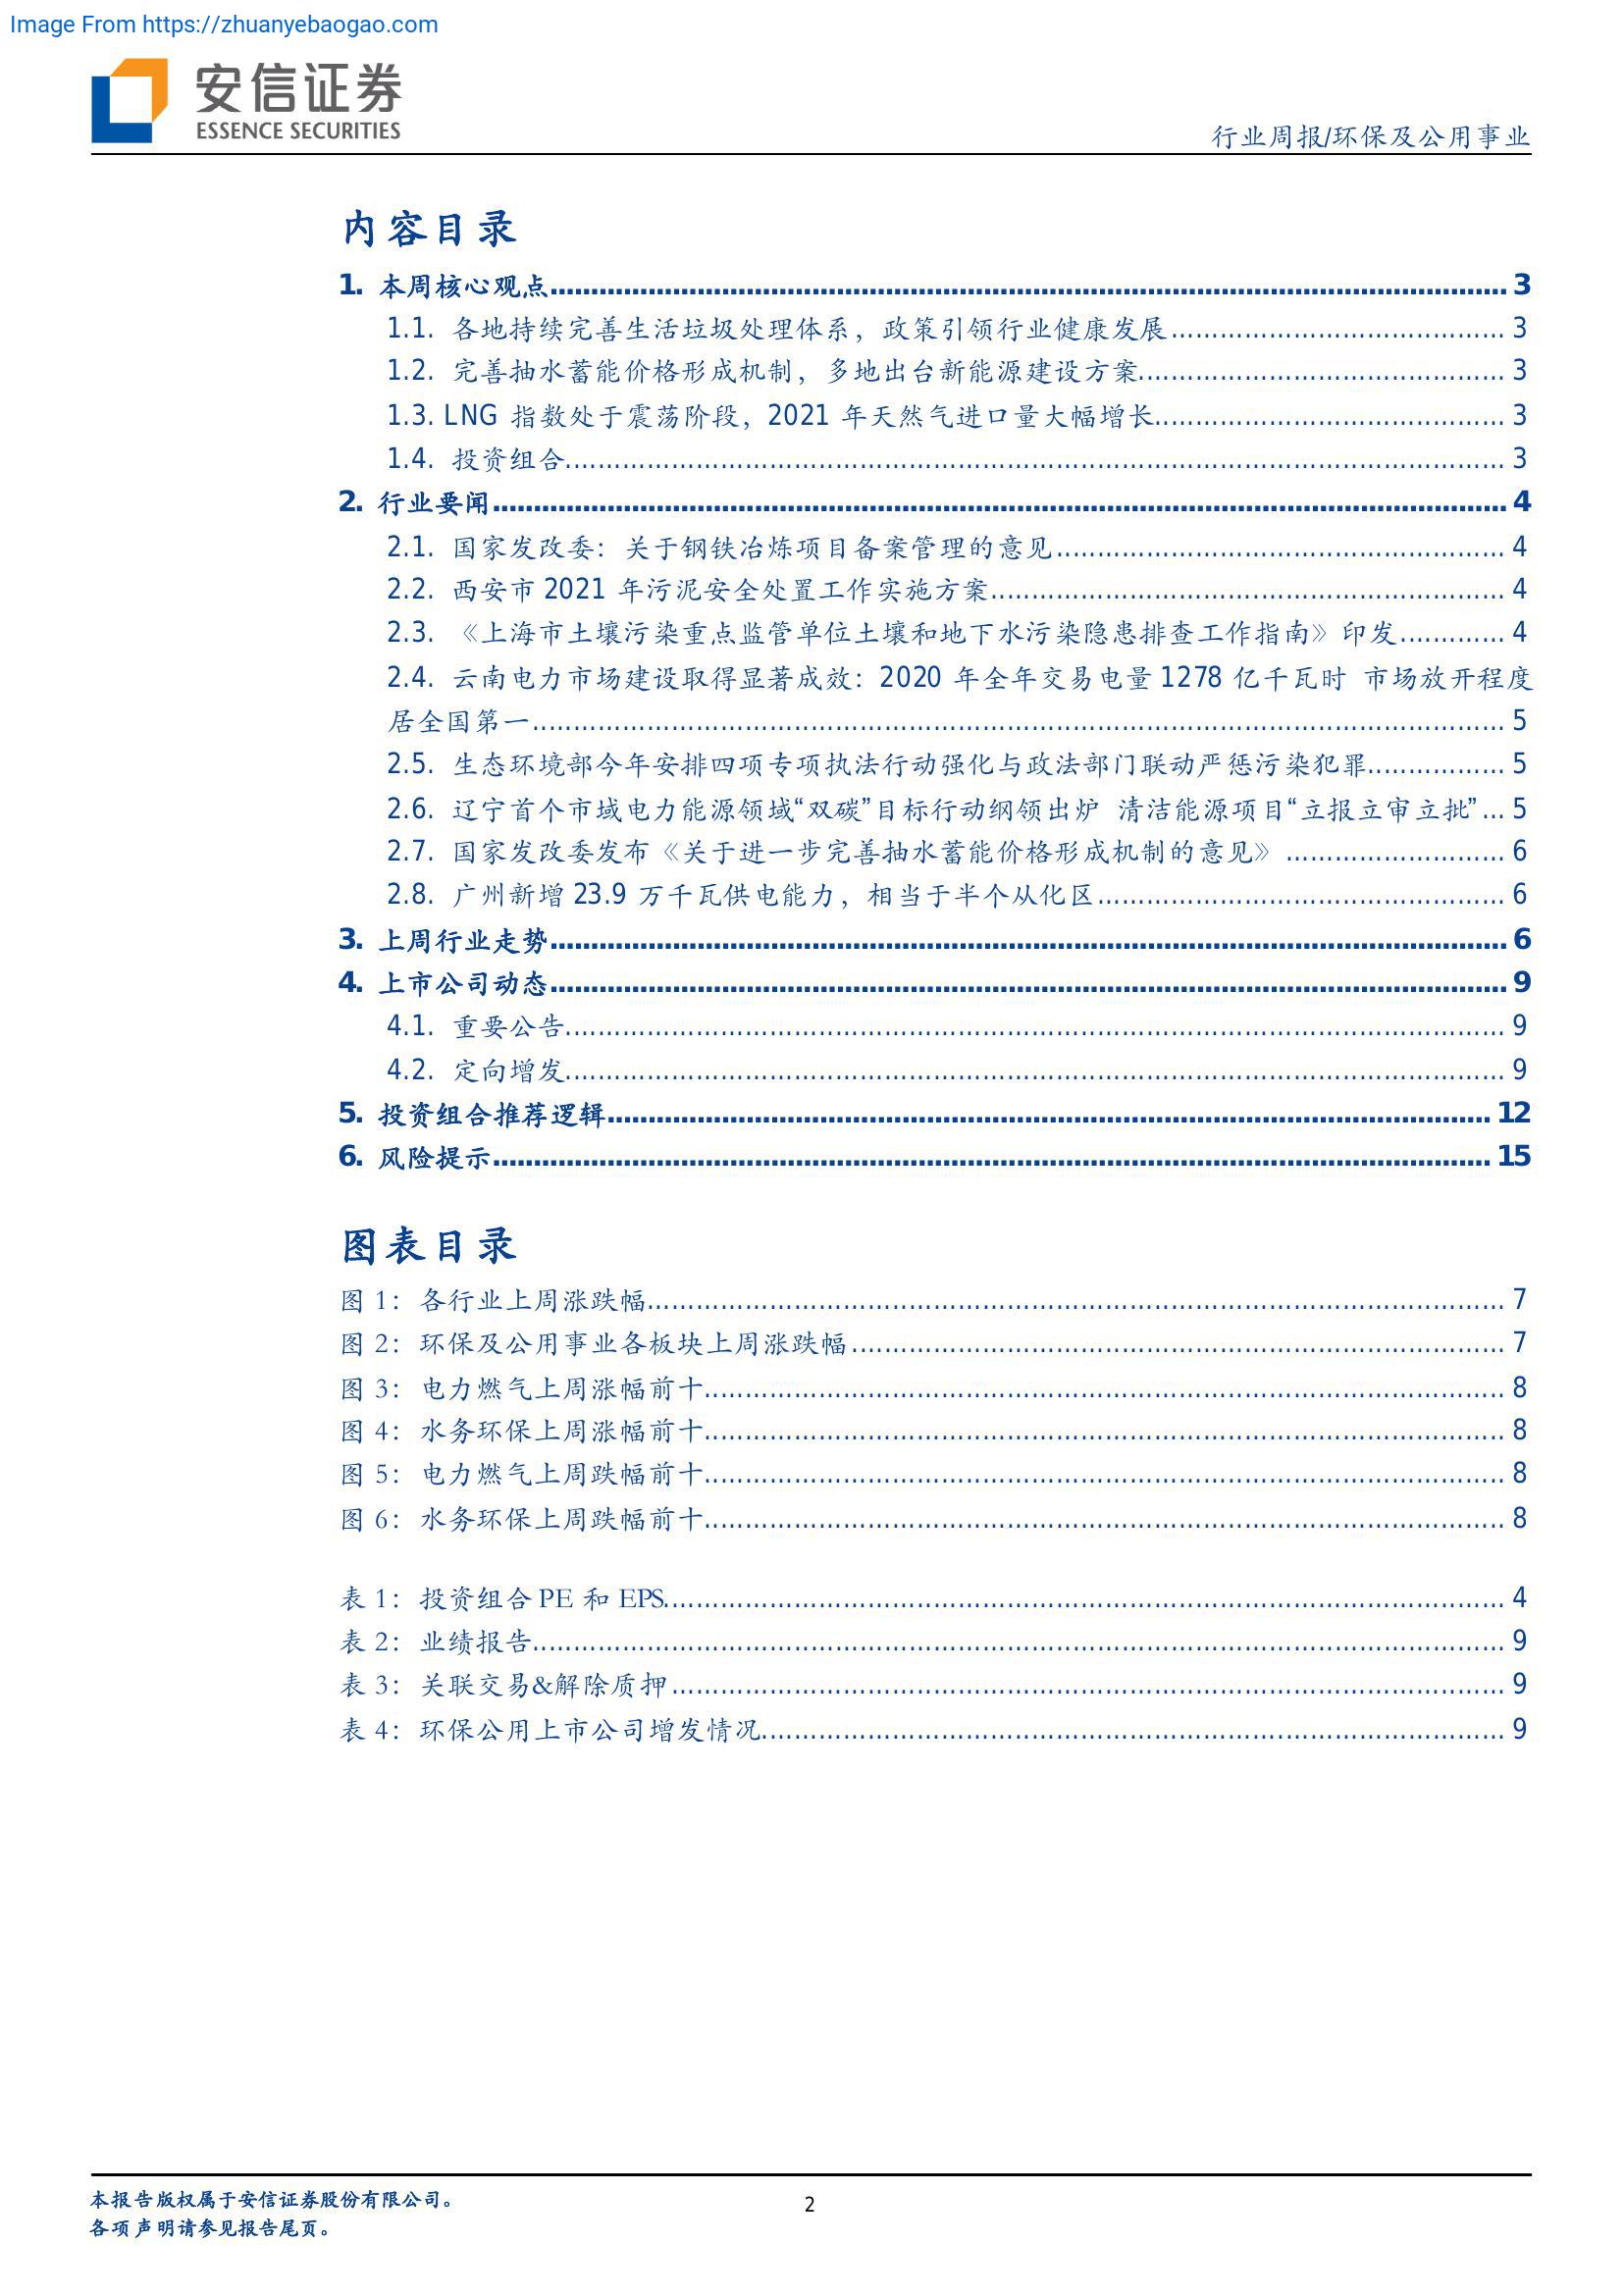 Image From https://zhuanyebaogao.com
安信证券
ESSENCE SECURITIES
行业周报/环保及公用事业
内容目录
1. 本周核心观点 3
1.1. 各地持续完善生活垃圾处理体系，政策引领行业健康发展 3
1.2. 完善抽水蓄能价格形成机制，多地出台新能源建设方案 3
1.3. LNG 指数处于震荡阶段，2021 年天然气进口量大幅增长 3
1.4. 投资组合 3
2. 行业要闻 4
2.1. 国家发改委：关于钢铁冶炼项目备案管理的意见 4
2.2. 西安市 2021 年污泥安全处置工作实施方案 4
2.3. 《上海市土壤污染重点监管单位土壤和地下水污染隐患排查工作指南》印发 4
2.4. 云南电力市场建设取得显著成效：2020 年全年交易电量 1278 亿千瓦时 市场放开程度
居全国第一 5
2.5. 生态环境部今年安排四项专项执法行动强化与政法部门联动严惩污染犯罪 5
2.6. 辽宁首个市域电力能源领域“双碳”目标行动纲领出炉 清洁能源项目“立报立审立批” 5
2.7. 国家发改委发布《关于进一步完善抽水蓄能价格形成机制的意见》 6
2.8. 广州新增 23.9 万千瓦供电能力，相当于半个从化区 6
3. 上周行业走势 6
4. 上市公司动态 9
4.1. 重要公告 9
4.2. 定向增发 9
5. 投资组合推荐逻辑 12
6. 风险提示 15
图表目录
图 1：各行业上周涨跌幅 7
图 2：环保及公用事业各板块上周涨跌幅 7
图 3：电力燃气上周涨幅前十 8
图 4：水务环保上周涨幅前十 8
图 5：电力燃气上周跌幅前十 8
图 6：水务环保上周跌幅前十 8
表 1：投资组合 PE 和 EPS 4
表 2：业绩报告 9
表 3：关联交易&解除质押 9
表 4：环保公用上市公司增发情况 9
本报告版权属于安信证券股份有限公司。
各项声明请参见报告尾页。
2